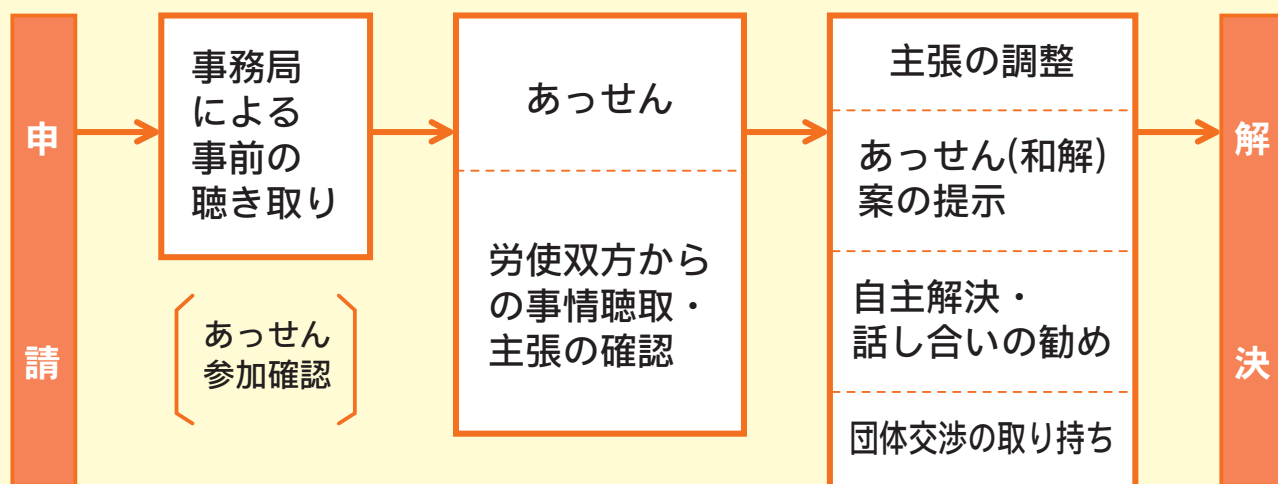 申請
事務局
による
事前の
聴き取り
あっせん
参加確認
あっせん
労使双方から
の事情聴取・
主張の確認
主張の調整
あっせん(和解)
案の提示
自主解決・
話し合いの勧め
団体交渉の取り持ち
解決